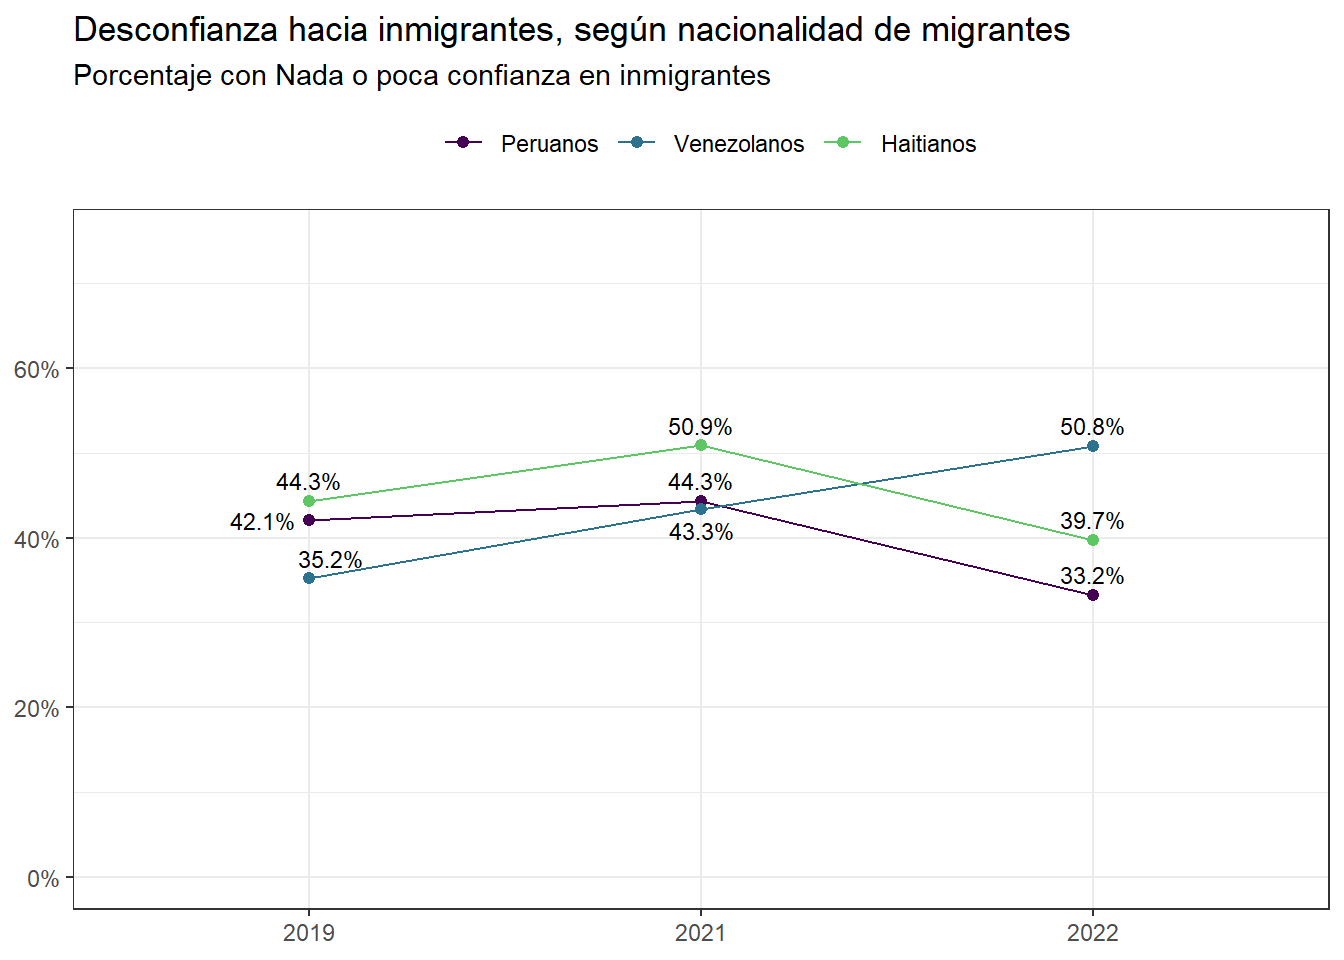 Desconfianza hacia inmigrantes, según nacionalidad de migrantes
Porcentaje con Nada o poca confianza en inmigrantes
Peruanos Venezolanos Haitianos
60%
50.9% 50.8%
44.3% 44.3%
42.1% 39.7%
40% 43.3%
35.2% 33.2%
20%
0%
2019 2021 2022